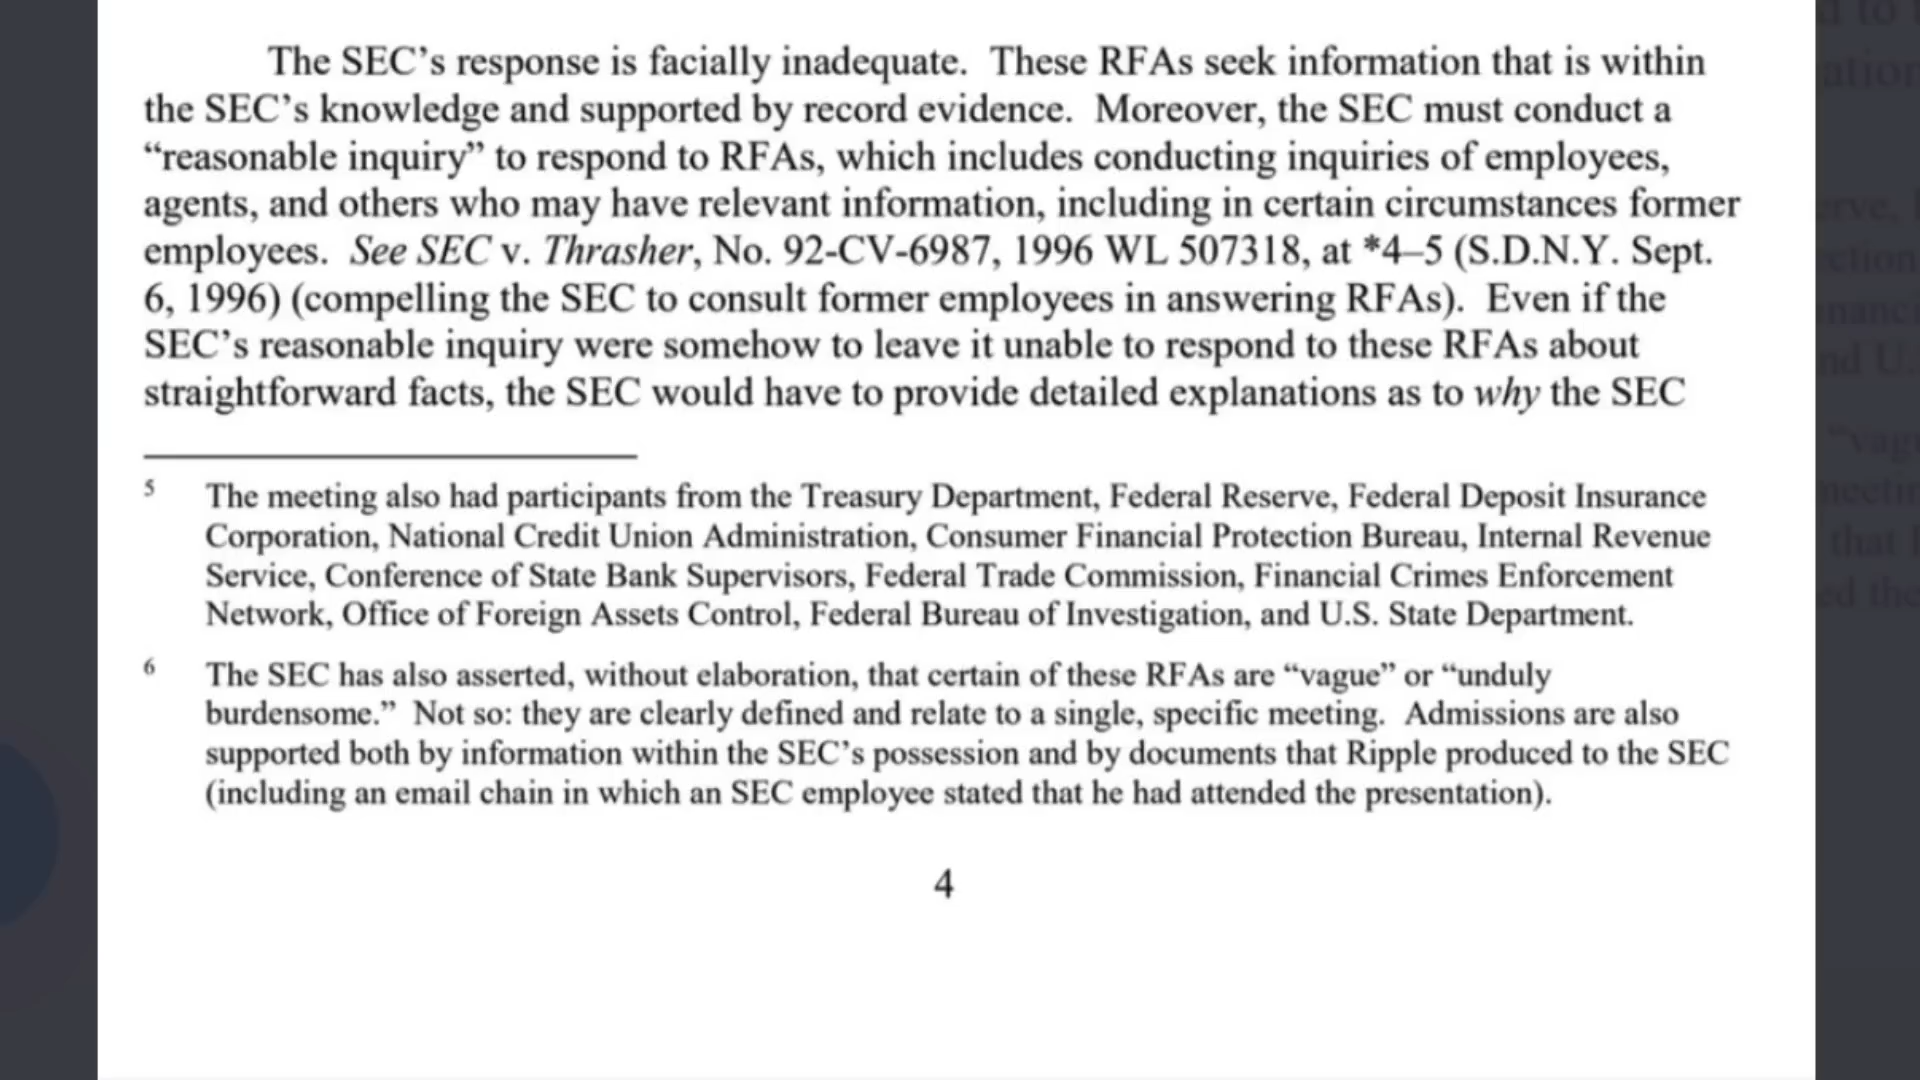 The SEC’s response is facially inadequate.  These RFAs seek information that is within
the SEC’s knowledge and supported by record evidence.  Moreover, the SEC must conduct a
“reasonable inquiry” to respond to RFAs, which includes conducting inquiries of employees,
agents, and others who may have relevant information, including in certain circumstances former
employees.  See SEC v. Thrasher, No. 92-CV-6987, 1996 WL 507318, at *4–5 (S.D.N.Y. Sept.
6, 1996) (compelling the SEC to consult former employees in answering RFAs).  Even if the
SEC’s reasonable inquiry were somehow to leave it unable to respond to these RFAs about
straightforward facts, the SEC would have to provide detailed explanations as to why the SEC
5 The meeting also had participants from the Treasury Department, Federal Reserve, Federal Deposit Insurance
Corporation, National Credit Union Administration, Consumer Financial Protection Bureau, Internal Revenue
Service, Conference of State Bank Supervisors, Federal Trade Commission, Financial Crimes Enforcement
Network, Office of Foreign Assets Control, Federal Bureau of Investigation, and U.S. State Department.
6 The SEC has also asserted, without elaboration, that certain of these RFAs are “vague” or “unduly
burdensome.”  Not so: they are clearly defined and relate to a single, specific meeting.  Admissions are also
supported both by information within the SEC’s possession and by documents that Ripple produced to the SEC
(including an email chain in which an SEC employee stated that he had attended the presentation).
4